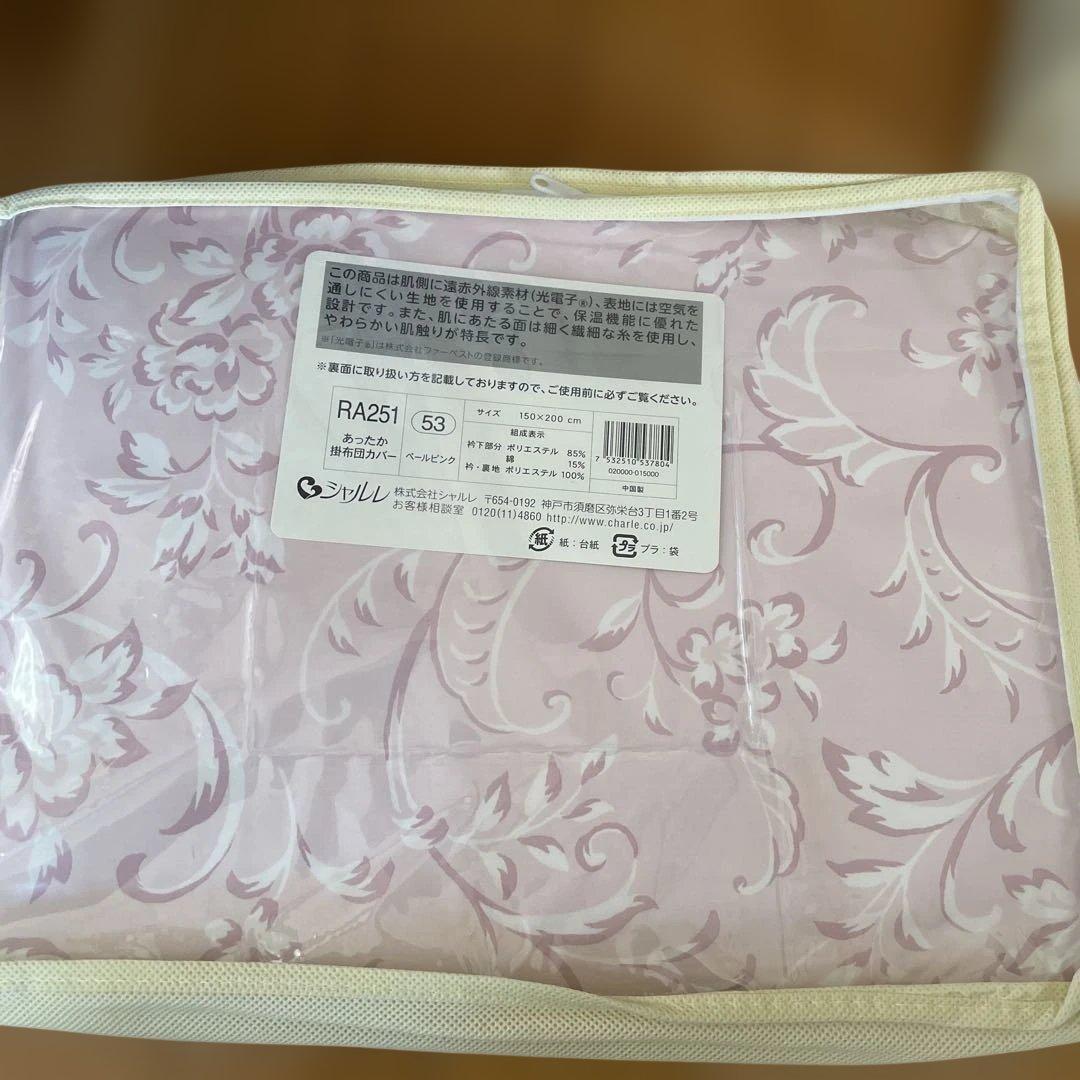 この商品は肌側に遠赤外線素材(光電子®)、表地には空気を
通しにくい生地を使用することで、保温機能に優れた
設計です。また、肌にあたる面は細く繊細な糸を使用し、
やわらかい肌触りが特長です。
※「光電子®」は株式会社ファーベストの登録商標です。
※裏面に取り扱い方を記載しておりますので、ご使用前に必ずご覧ください。
RA251
あったか
掛布団カバー
53
ペールピンク
サイズ 150×200 cm
組成表示
衿下部分 ポリエステル 85%
綿 15%
衿・裏地 ポリエステル 100%
7 532510 537804
020000-015000
中国製
シャルレ 株式会社シャルレ 〒654-0192 神戸市須磨区弥栄台3丁目1番2号
お客様相談室 0120(11)4860 http://www.charle.co.jp/
紙 紙：台紙 プラ プラ：袋